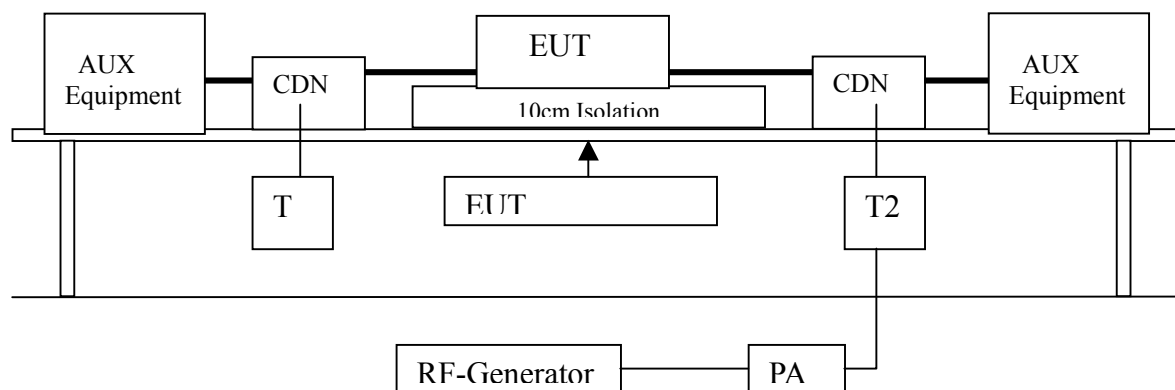 AUX
Equipment
CDN
EUT
10cm Isolation
CDN
AUX
Equipment
T
EUT
T2
RF-Generator
PA